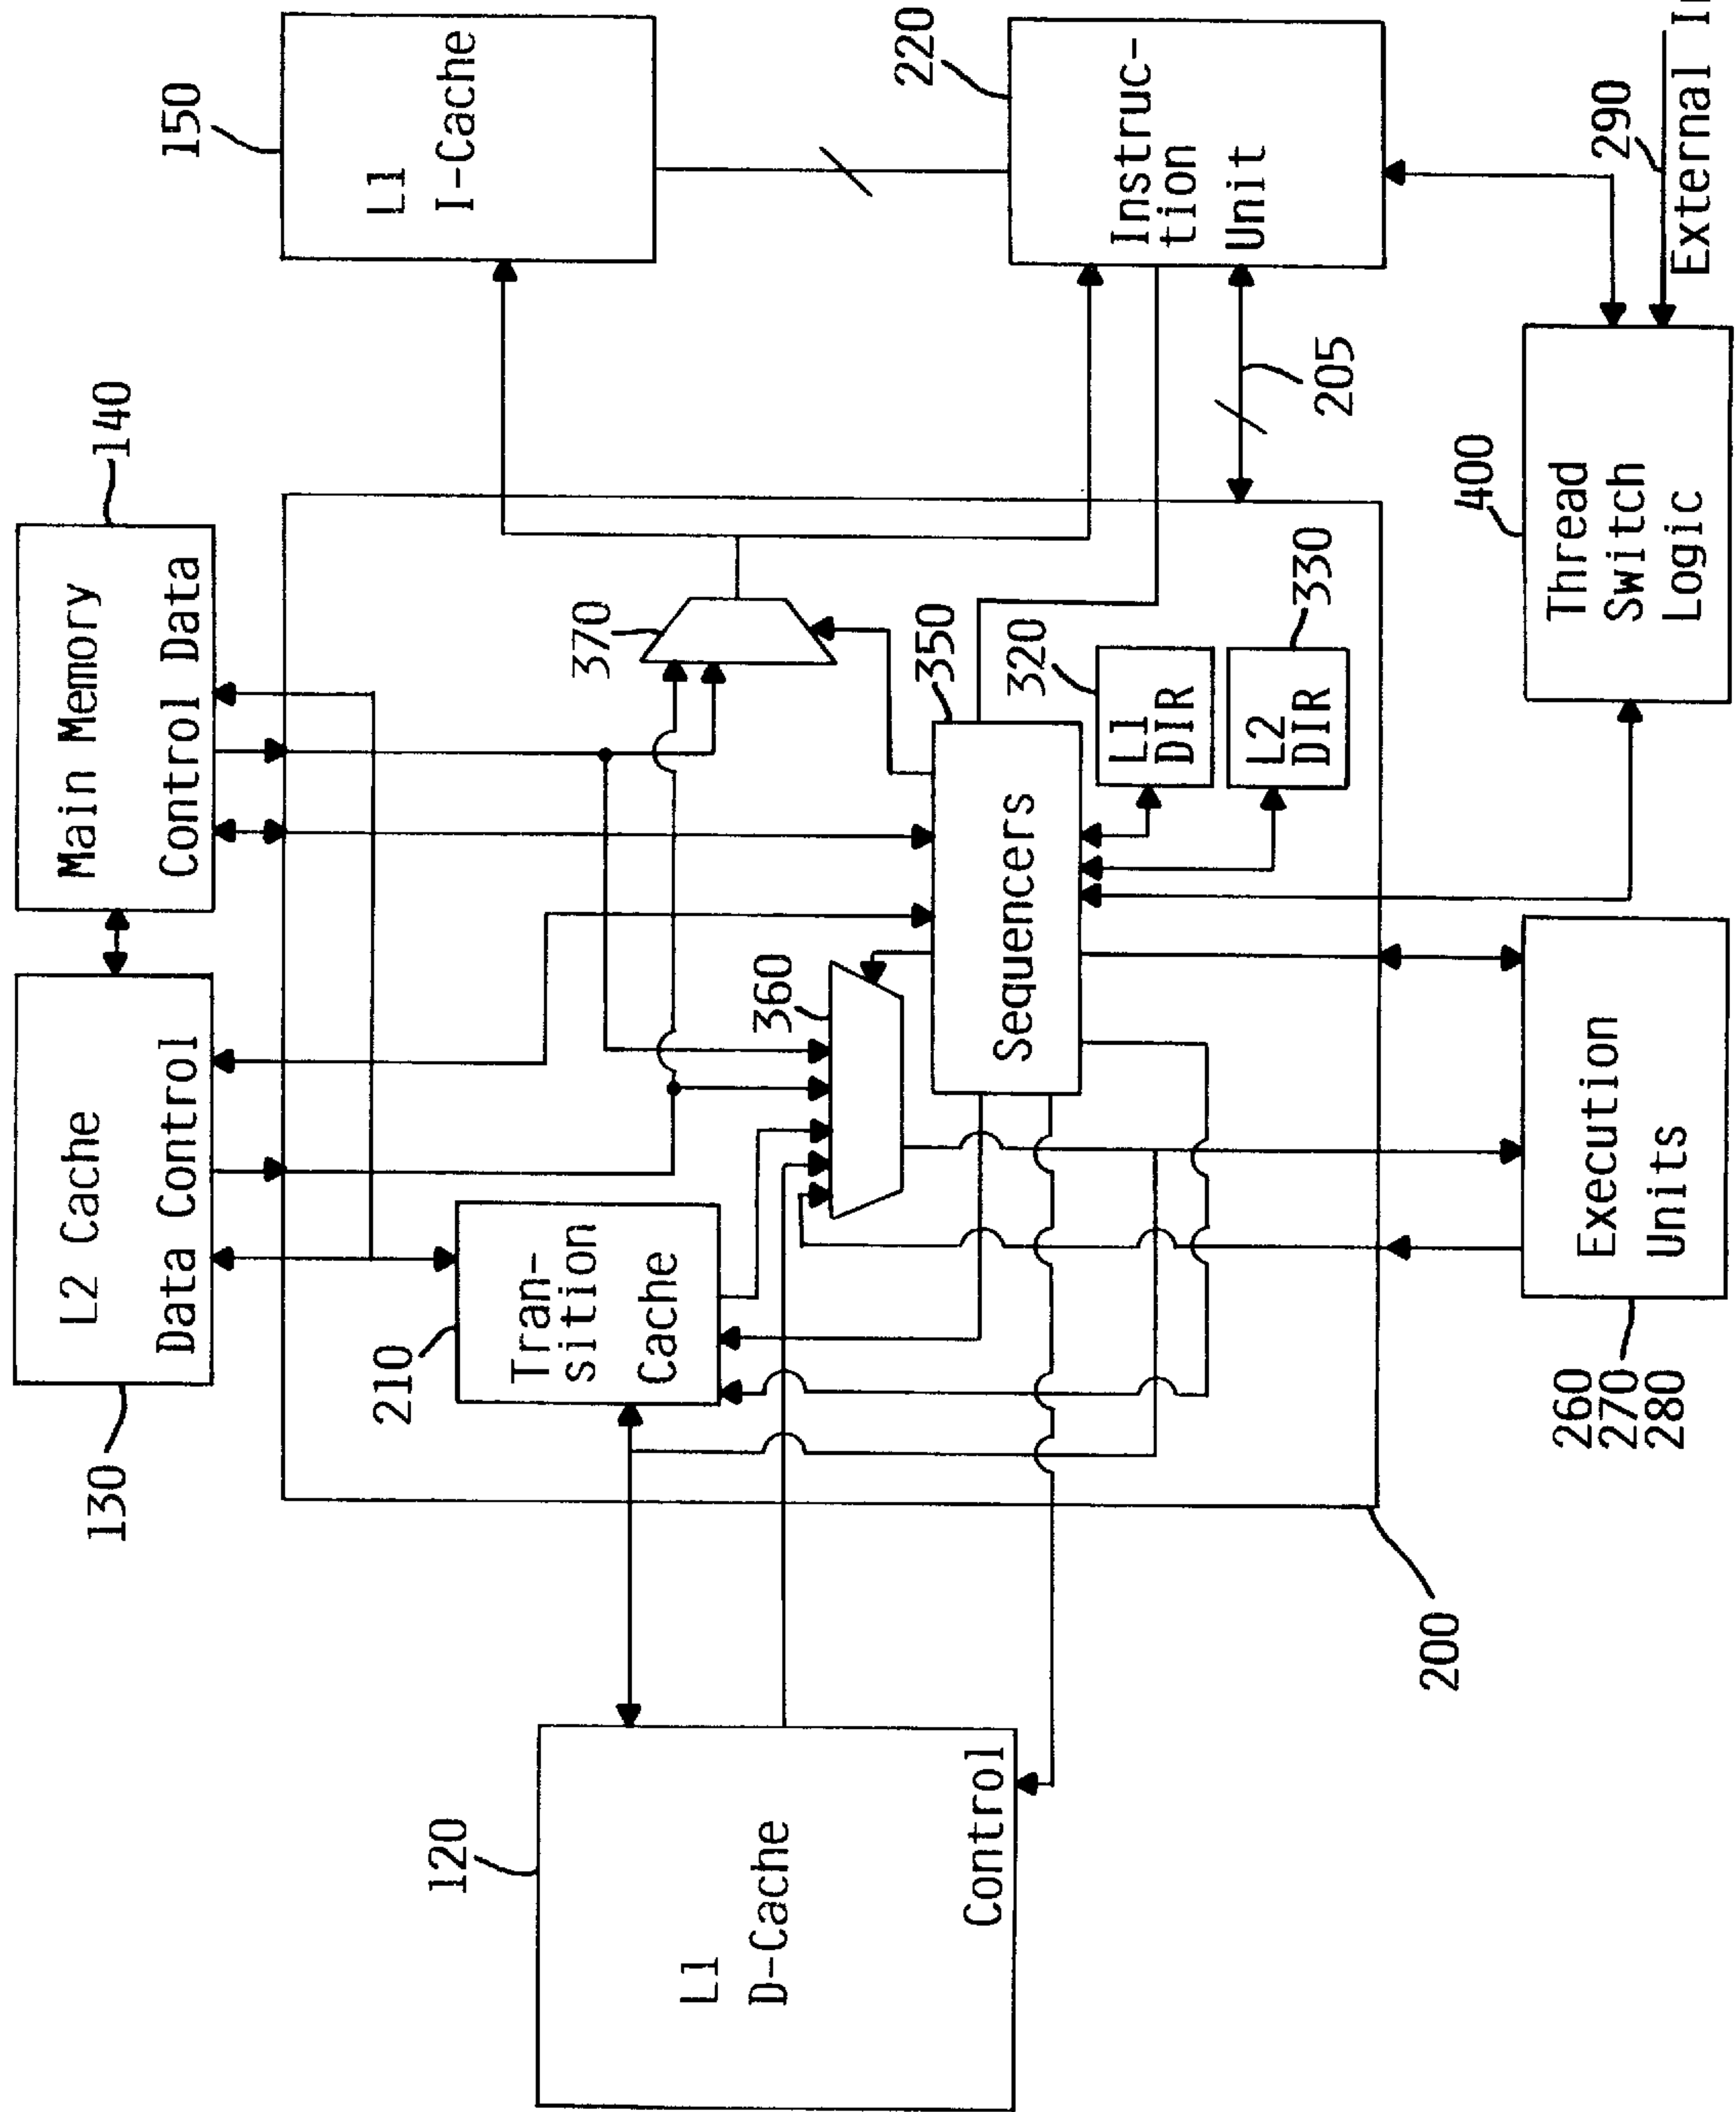 130
L2 Cache
Data Control
Main Memory
Control Data
140
150
L1
I-Cache
120
L1
D-Cache
Control
210
Tran-
sition
Cache
360
370
350
Sequencers
320
L1
DIR
L2
DIR
330
220
Instruc-
tion
Unit
205
200
260
270
280
Execution
Units
400
Thread
Switch
Logic
290
External